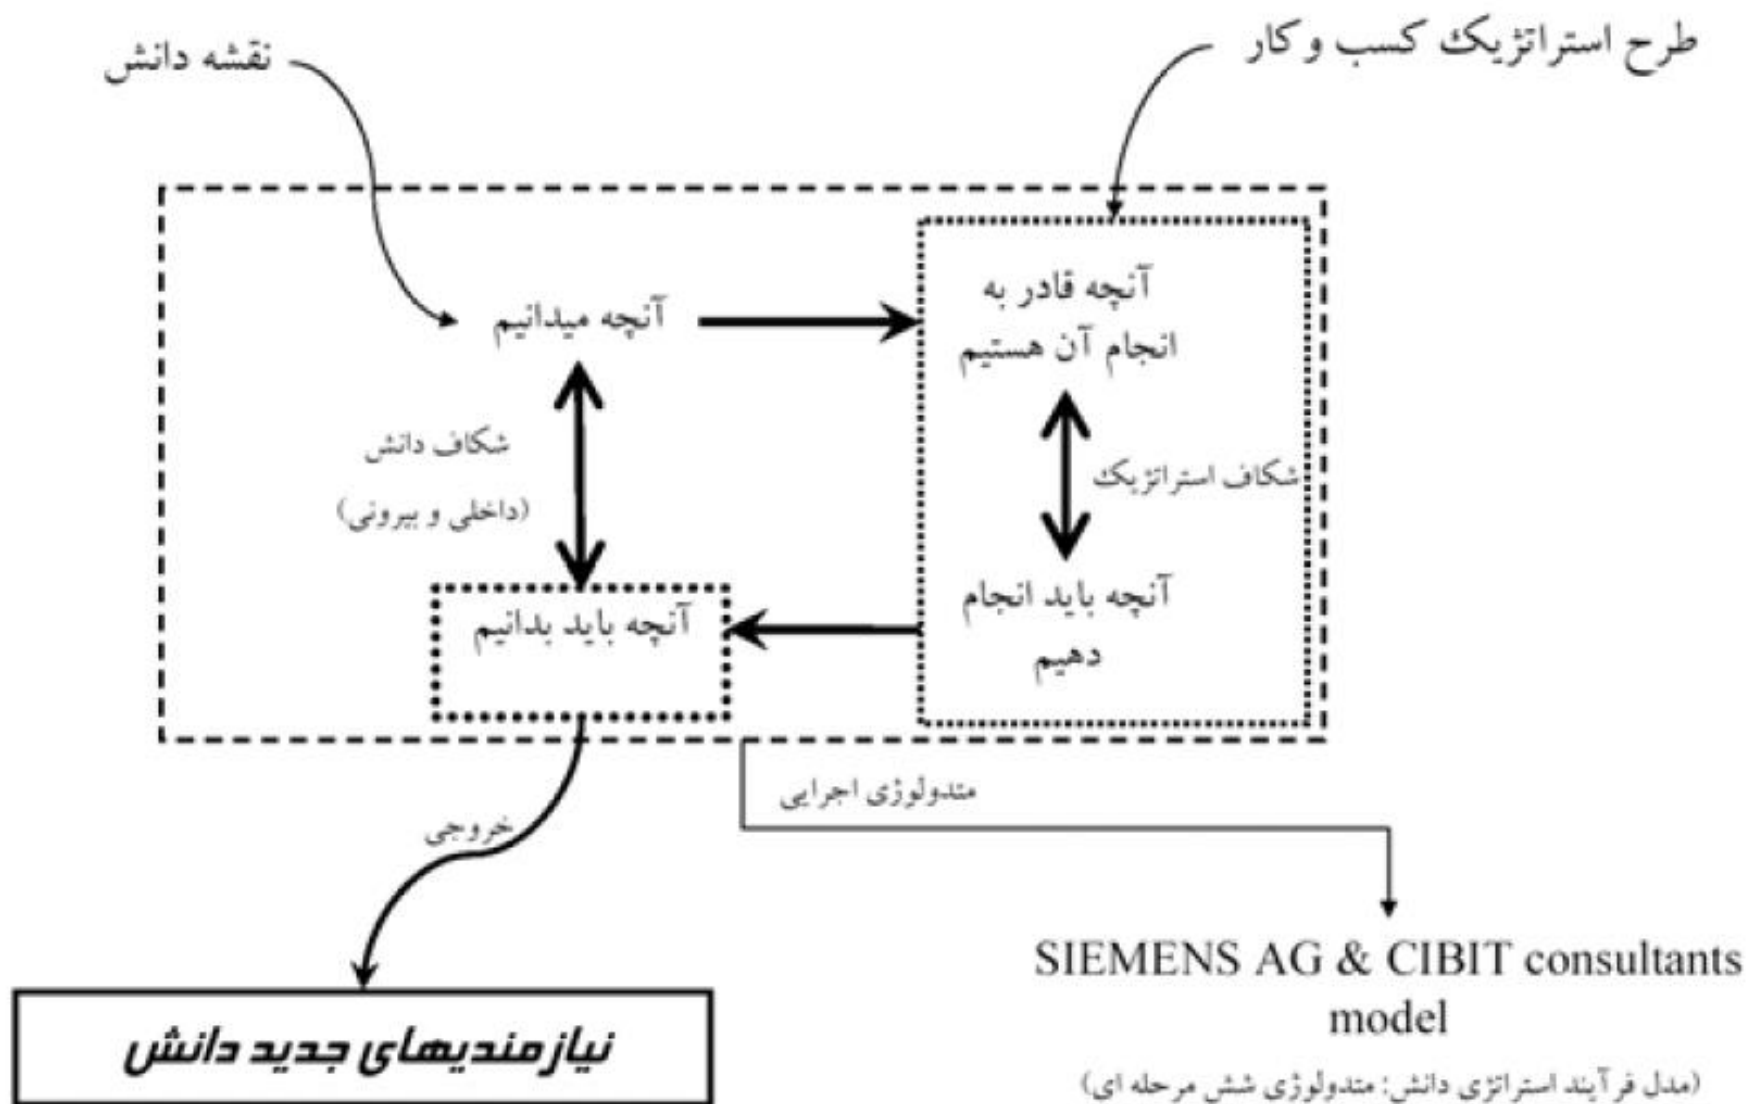 طرح استراتژیک کسب و کار
نقشه دانش
آنچه قادر به
انجام آن هستیم
آنچه میدانیم
شکاف استراتژیک
شکاف دانش
(داخلی و بیرونی)
آنچه باید انجام
دهیم
آنچه باید بدانیم
متدولوژی اجرایی
خروجی
SIEMENS AG & CIBIT consultants
model
(مدل فرآیند استراتژی دانش: متدولوژی شش مرحله ای)
نیازمندیهای جدید دانش